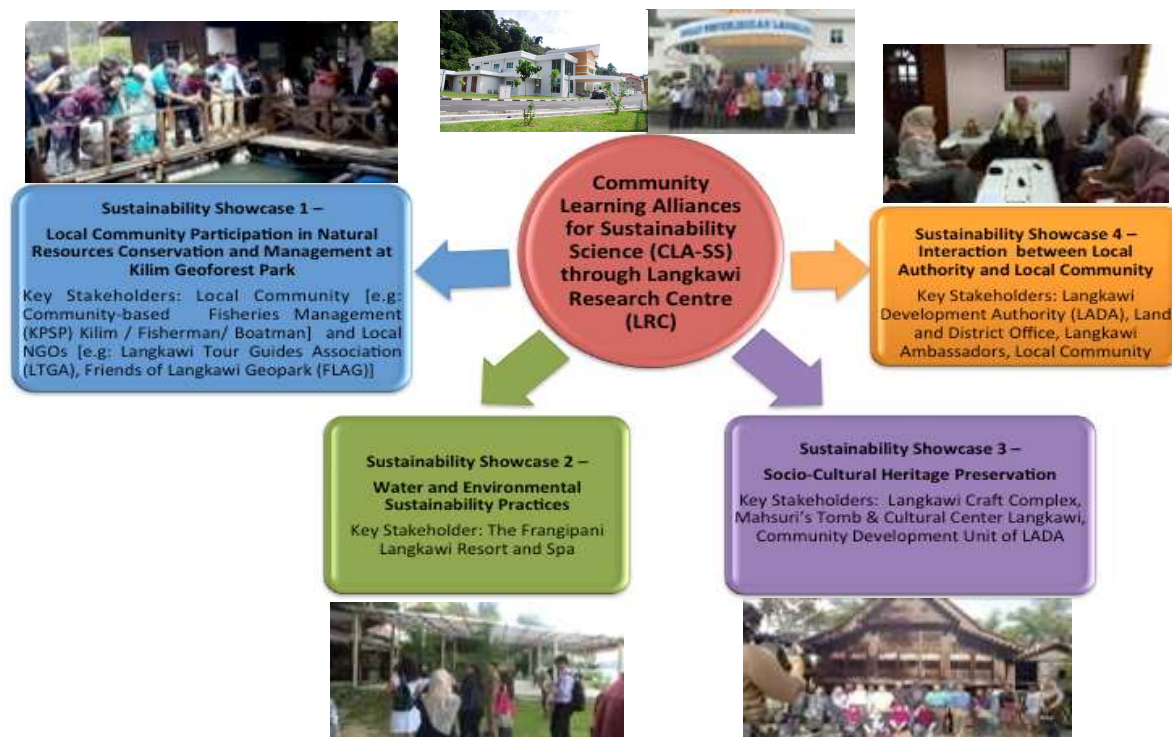 Community
Learning Alliances
for Sustainability
Science (CLA-SS)
through Langkawi
Research Centre
(LRC)
Sustainability Showcase 1 –
Local Community Participation in Natural
Resources Conservation and Management at
Kilim Geoforest Park
Key Stakeholders: Local Community [e.g:
Community-based Fisheries Management
(KPSP) Kilim / Fisherman/ Boatman] and Local
NGOs [e.g: Langkawi Tour Guides Association
(LTGA), Friends of Langkawi Geopark (FLAG)]
Sustainability Showcase 4 –
Interaction between Local
Authority and Local Community
Key Stakeholders: Langkawi
Development Authority (LADA), Land
and District Office, Langkawi
Ambassadors, Local Community
Sustainability Showcase 2 –
Water and Environmental
Sustainability Practices
Key Stakeholder: The Frangipani
Langkawi Resort and Spa
Sustainability Showcase 3 –
Socio-Cultural Heritage Preservation
Key Stakeholders: Langkawi Craft Complex,
Mahsuri's Tomb & Cultural Center Langkawi,
Community Development Unit of LADA